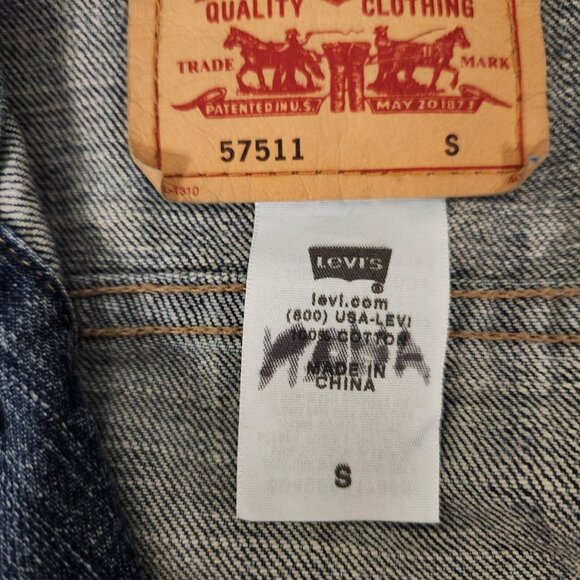 QUALITY CLOTHING
TRADE MARK
PATENTED IN U.S. MAY 20 1873
57511 S
L-1310
LEVI'S
®
levi.com
(800) USA-LEVI
100% COTTON
MADE IN
CHINA
S